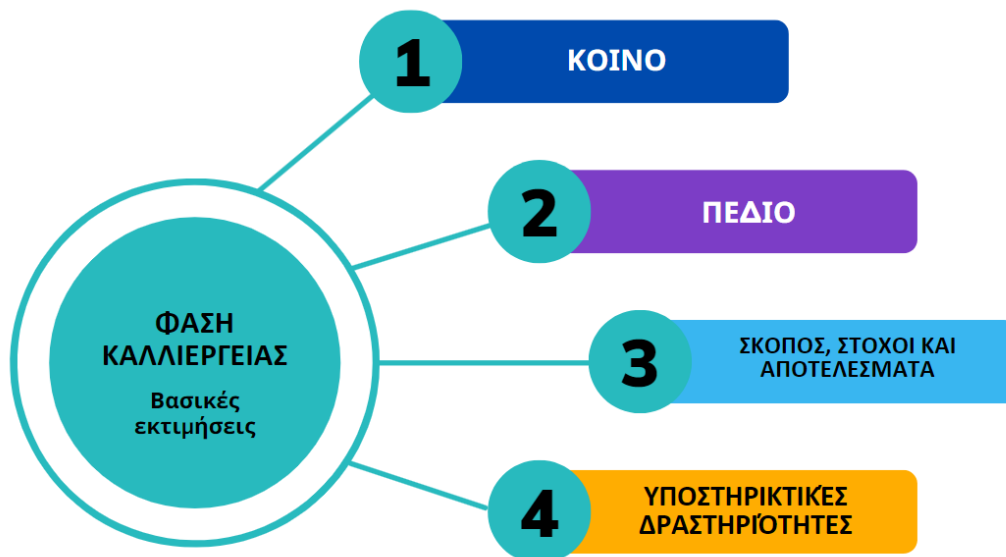 1
ΚΟΙΝΟ
2
ΠΕΔΙΟ
ΦΑΣΗ
ΚΑΛΛΙΕΡΓΕΙΑΣ
Βασικές
εκτιμήσεις
3
ΣΚΟΠΟΣ, ΣΤΟΧΟΙ ΚΑΙ
ΑΠΟΤΕΛΕΣΜΑΤΑ
4
ΥΠΟΣΤΗΡΙΚΤΙΚΈΣ
ΔΡΑΣΤΗΡΙΌΤΗΤΕΣ